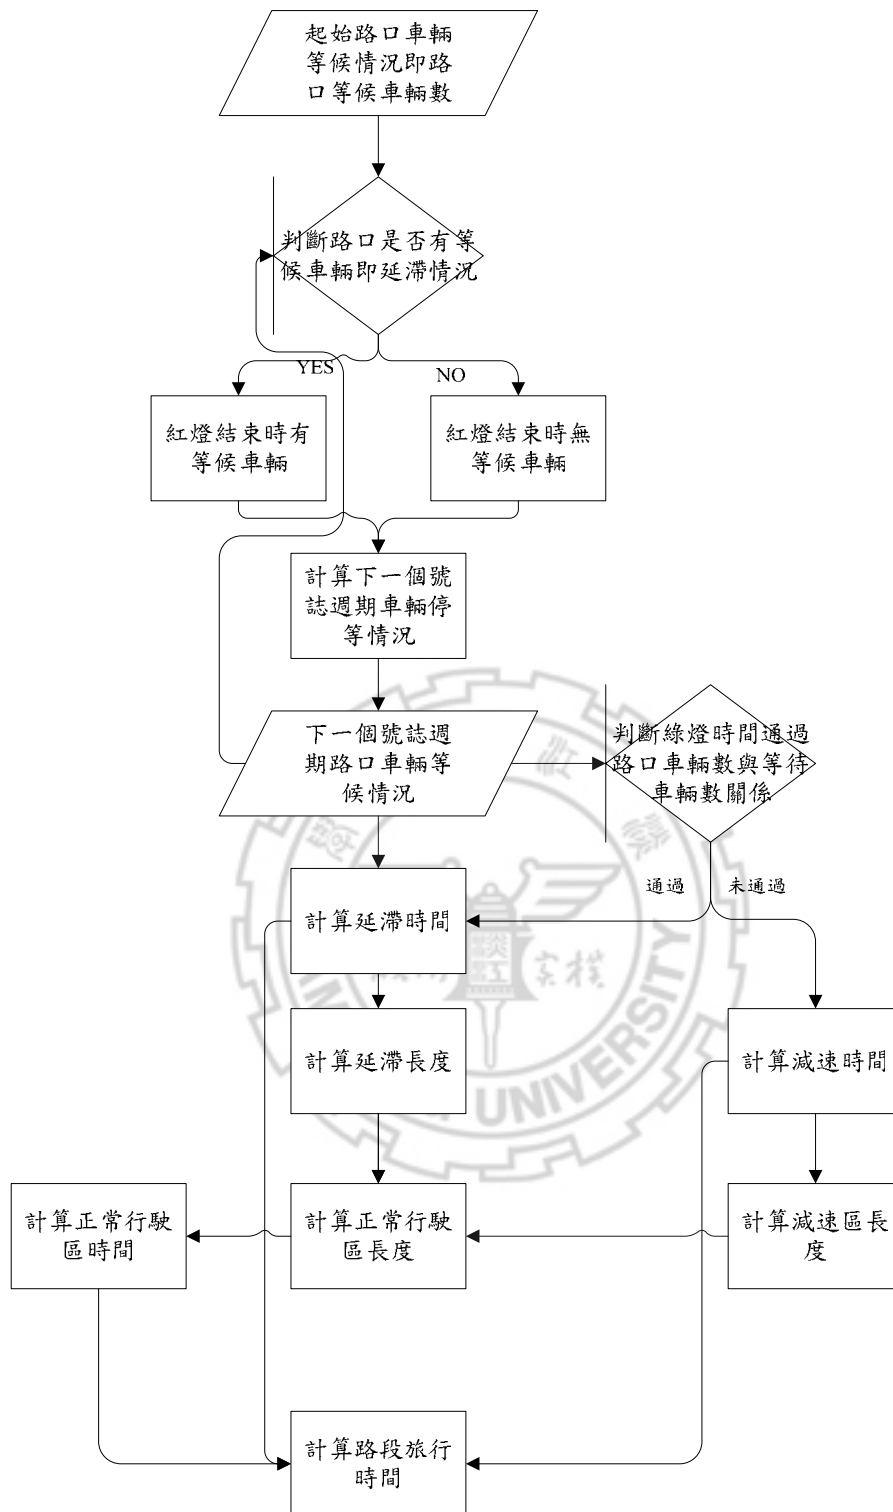 起始路口車輛
等候情況即路
口等候車輛數
判斷路口是否有等
候車輛即延滯情況
YES
NO
紅燈結束時有
等候車輛
紅燈結束時無
等候車輛
計算下一個號
誌週期車輛停
等情況
下一個號誌週
期路口車輛等
候情況
判斷綠燈時間通過
路口車輛數與等待
車輛數關係
通過
未通過
計算延滯時間
計算延滯長度
計算減速時間
計算正常行駛
區時間
計算正常行駛
區長度
計算減速區長
度
計算路段旅行
時間
UNIVERSITY